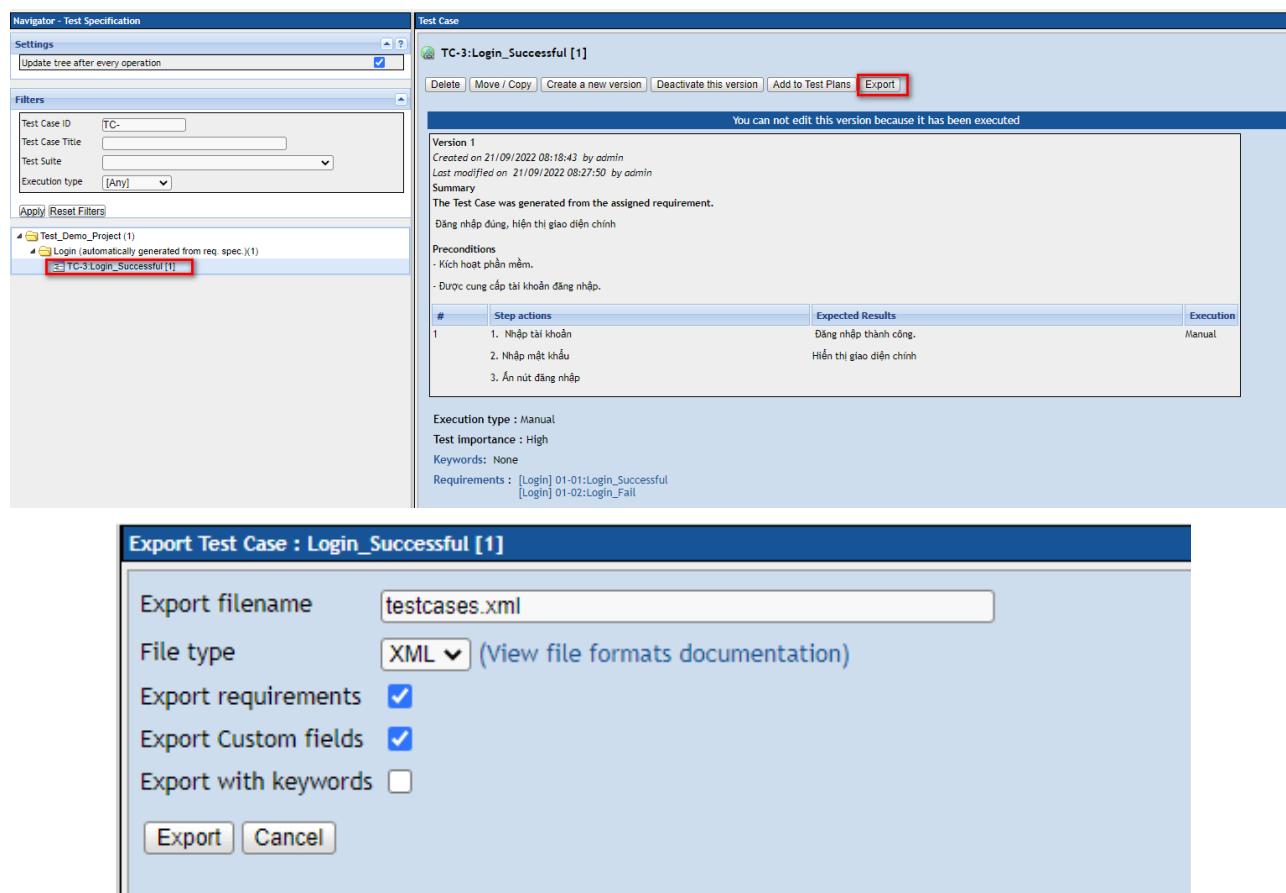 Navigator - Test Specification
Settings
?
Update tree after every operation
Filters
Test Case ID TC-
Test Case Title
Test Suite
Execution type [Any]
Apply Reset Filters
Test_Demo_Project (1)
Login (automatically generated from req. spec.)(1)
TC-3:Login_Successful [1]
Test Case
TC-3:Login_Successful [1]
Delete Move / Copy Create a new version Deactivate this version Add to Test Plans Export
You can not edit this version because it has been executed
Version 1
Created on 21/09/2022 08:18:43 by admin
Last modified on 21/09/2022 08:27:50 by admin
Summary
The Test Case was generated from the assigned requirement.
Đăng nhập đúng, hiện thị giao diện chính
Preconditions
- Kích hoạt phần mềm.
- Được cung cấp tài khoản đăng nhập.
# Step actions Expected Results Execution
1 1. Nhập tài khoản Đăng nhập thành công. Manual
2. Nhập mật khẩu Hiển thị giao diện chính
3. Ấn nút đăng nhập
Execution type : Manual
Test importance : High
Keywords: None
Requirements : [Login] 01-01:Login_Successful
[Login] 01-02:Login_Fail
Export Test Case : Login_Successful [1]
Export filename testcases.xml
File type XML (View file formats documentation)
Export requirements
Export Custom fields
Export with keywords
Export Cancel